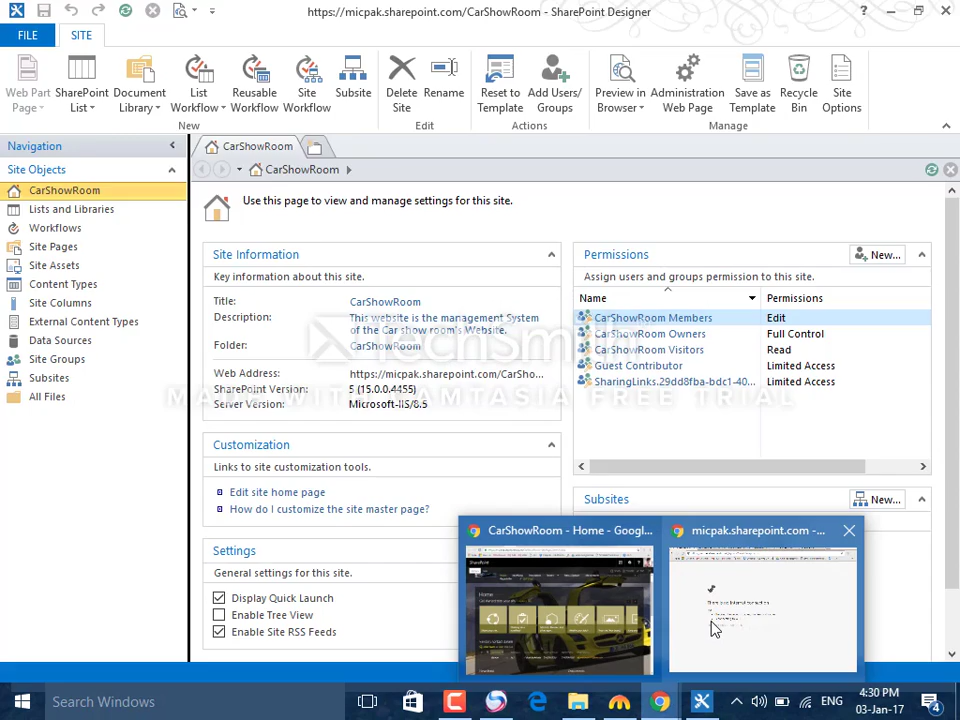 https://micpak.sharepoint.com/CarShowRoom - SharePoint Designer
FILE
SITE
Web Part Page
SharePoint List
Document Library
List Workflow
Reusable Workflow
Site Workflow
Subsite
Delete Site
Rename
Reset to Template
Add Users/ Groups
Preview in Browser
Administration Web Page
Save as Template
Recycle Bin
Site Options
New
Edit
Actions
Manage
Navigation
Site Objects
CarShowRoom
Lists and Libraries
Workflows
Site Pages
Site Assets
Content Types
Site Columns
External Content Types
Data Sources
Site Groups
Subsites
All Files
CarShowRoom
CarShowRoom
Use this page to view and manage settings for this site.
Site Information
Key information about this site.
Title: CarShowRoom
Description: This website is the management System
of the Car show room's Website.
Folder: CarShowRoom
Web Address: https://micpak.sharepoint.com/CarSho...
SharePoint Version: 5 (15.0.0.4455)
Server Version: Microsoft-IIS/8.5
Customization
Links to site customization tools.
Edit site home page
How do I customize the site master page?
Settings
General settings for this site.
Display Quick Launch
Enable Tree View
Enable Site RSS Feeds
Permissions
New...
Assign users and groups permission to this site.
Name Permissions
CarShowRoom Members Edit
CarShowRoom Owners Full Control
CarShowRoom Visitors Read
Guest Contributor Limited Access
SharingLinks.29dd8fba-bdc1-40... Limited Access
Subsites
New...
TechSmith
MADE WITH CAMTASIA FREE TRIAL
CarShowRoom - Home - Googl...
micpak.sharepoint.com -...
SharePoint
Home
There is no Internet connection
Search Windows
ENG
4:30 PM
03-Jan-17
4